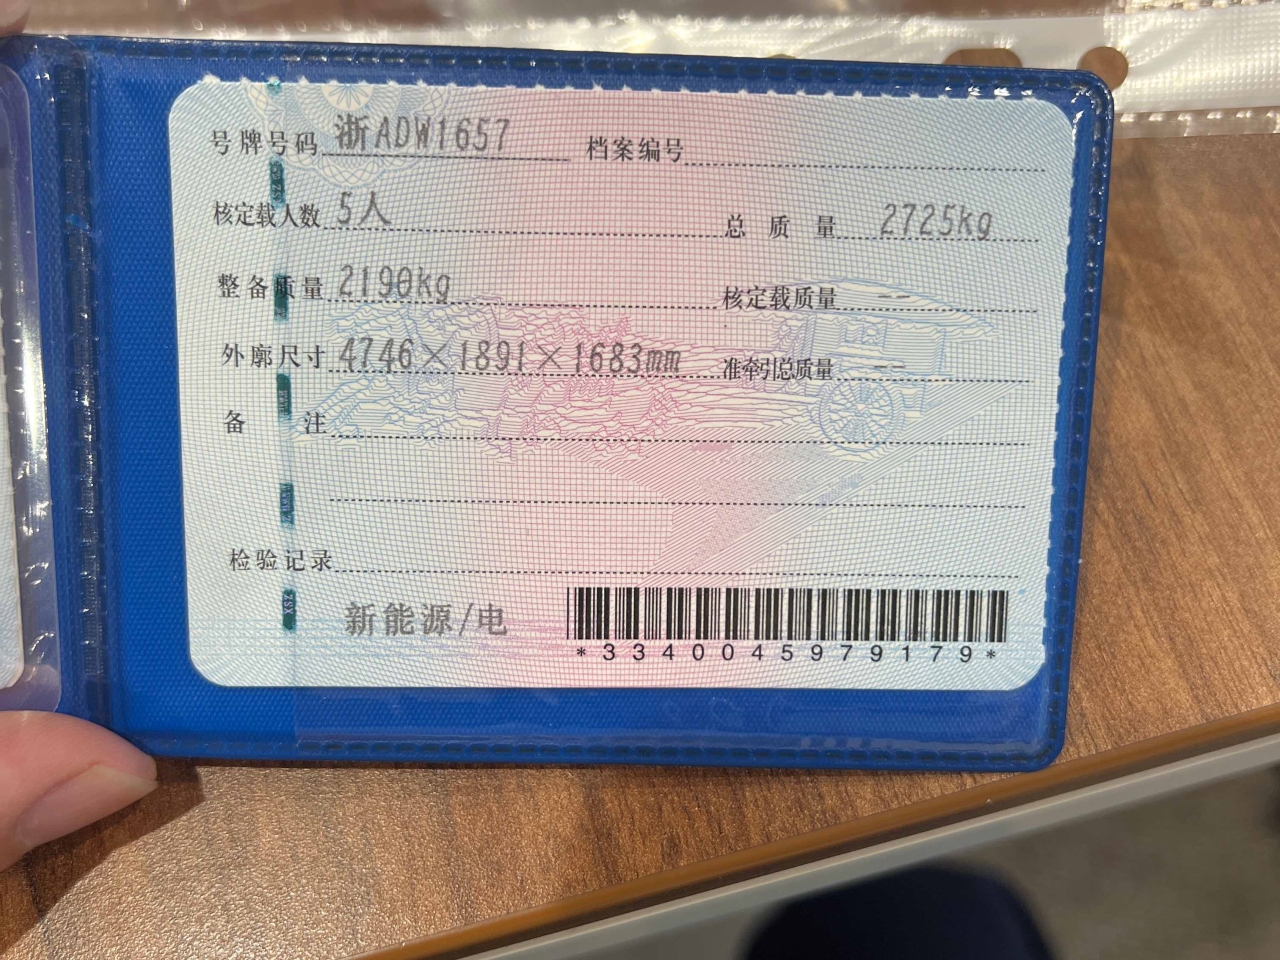 号牌号码 浙ADW1657 档案编号
核定载人数 5人 总质量 2725kg
整备质量 2190kg 核定载质量 --
外廓尺寸 4746×1891×1683mm 准牵引总质量 --
备注
检验记录
新能源/电
*3340045979179*